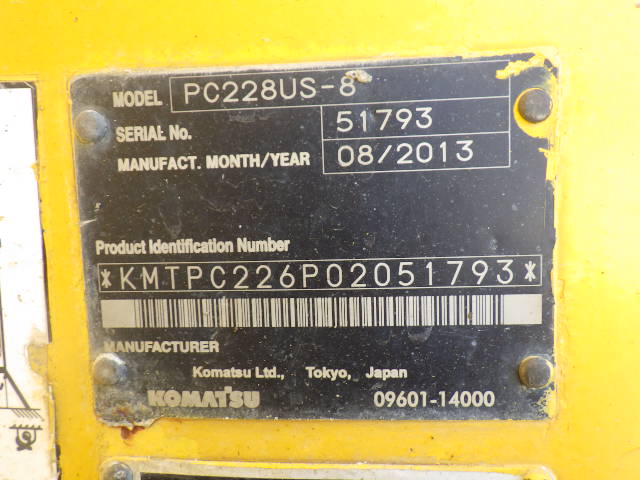 MODEL PC228US-8
SERIAL No. 51793
MANUFACT. MONTH/YEAR 08/2013
Product Identification Number
*KMTPC226P02051793*
MANUFACTURER
Komatsu Ltd., Tokyo, Japan
KOMATSU 09601-14000